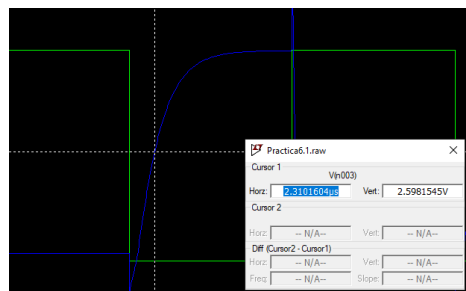 Practica6.1.raw
Cursor 1
V(n003)
Horz: 2.3101604µs Vert: 2.5981545V
Cursor 2
Horz: -- N/A-- Vert: -- N/A--
Diff (Cursor2 - Cursor1)
Horz: -- N/A-- Vert: -- N/A--
Freq: -- N/A-- Slope: -- N/A--